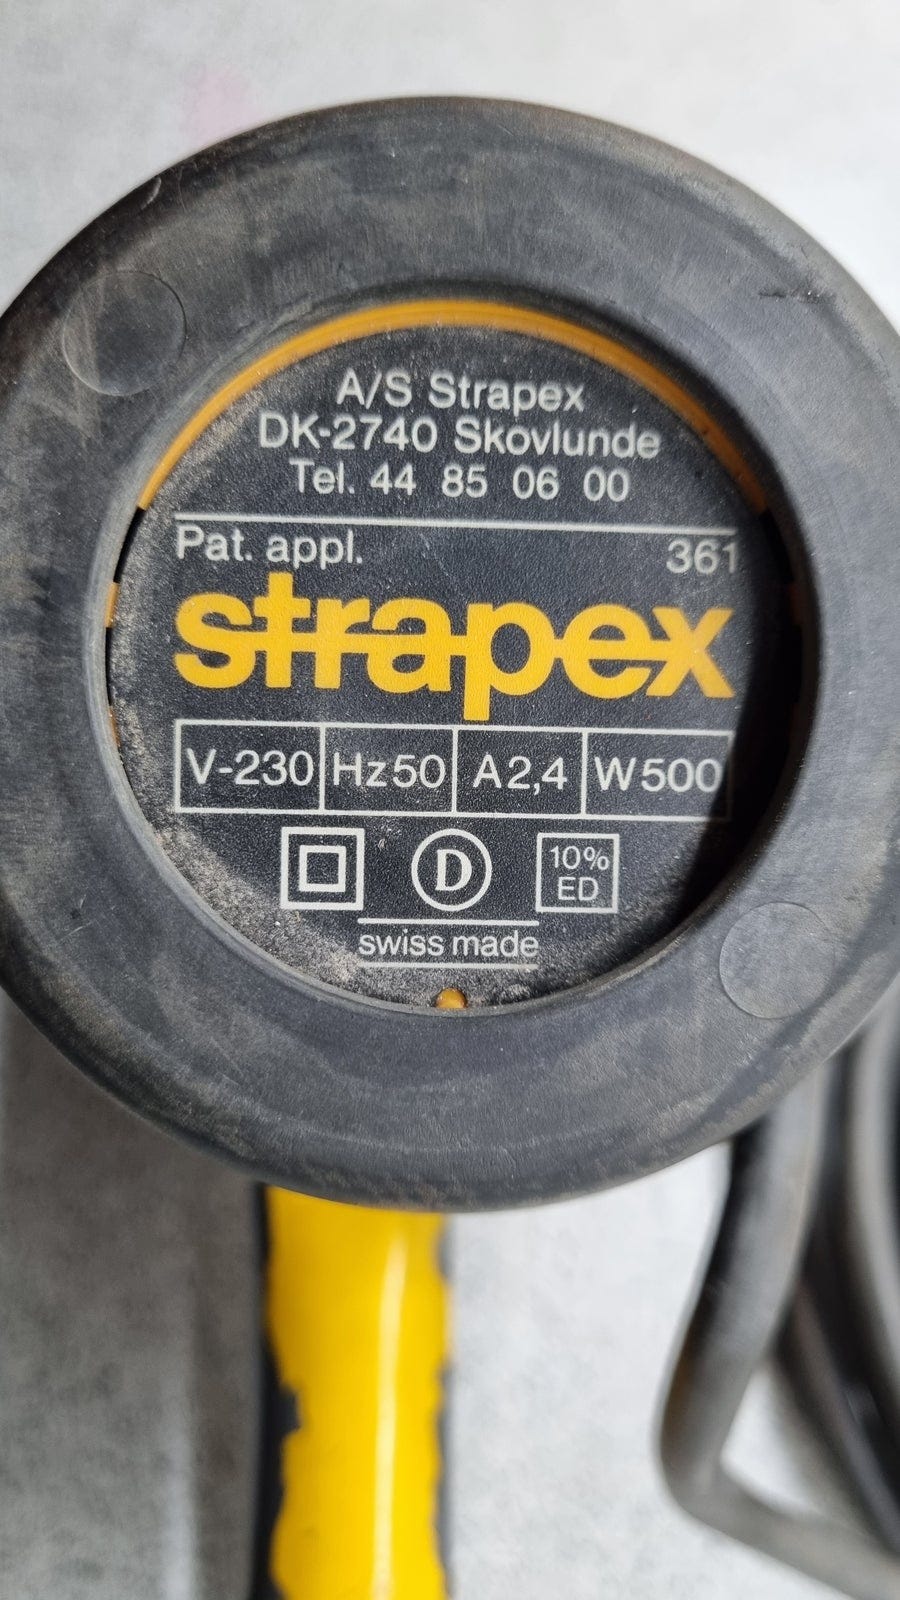 A/S Strapex
DK-2740 Skovlunde
Tel. 44 85 06 00
Pat. appl. 361
strapex
V-230 Hz50 A2,4 W500
D 10%
ED
swiss made